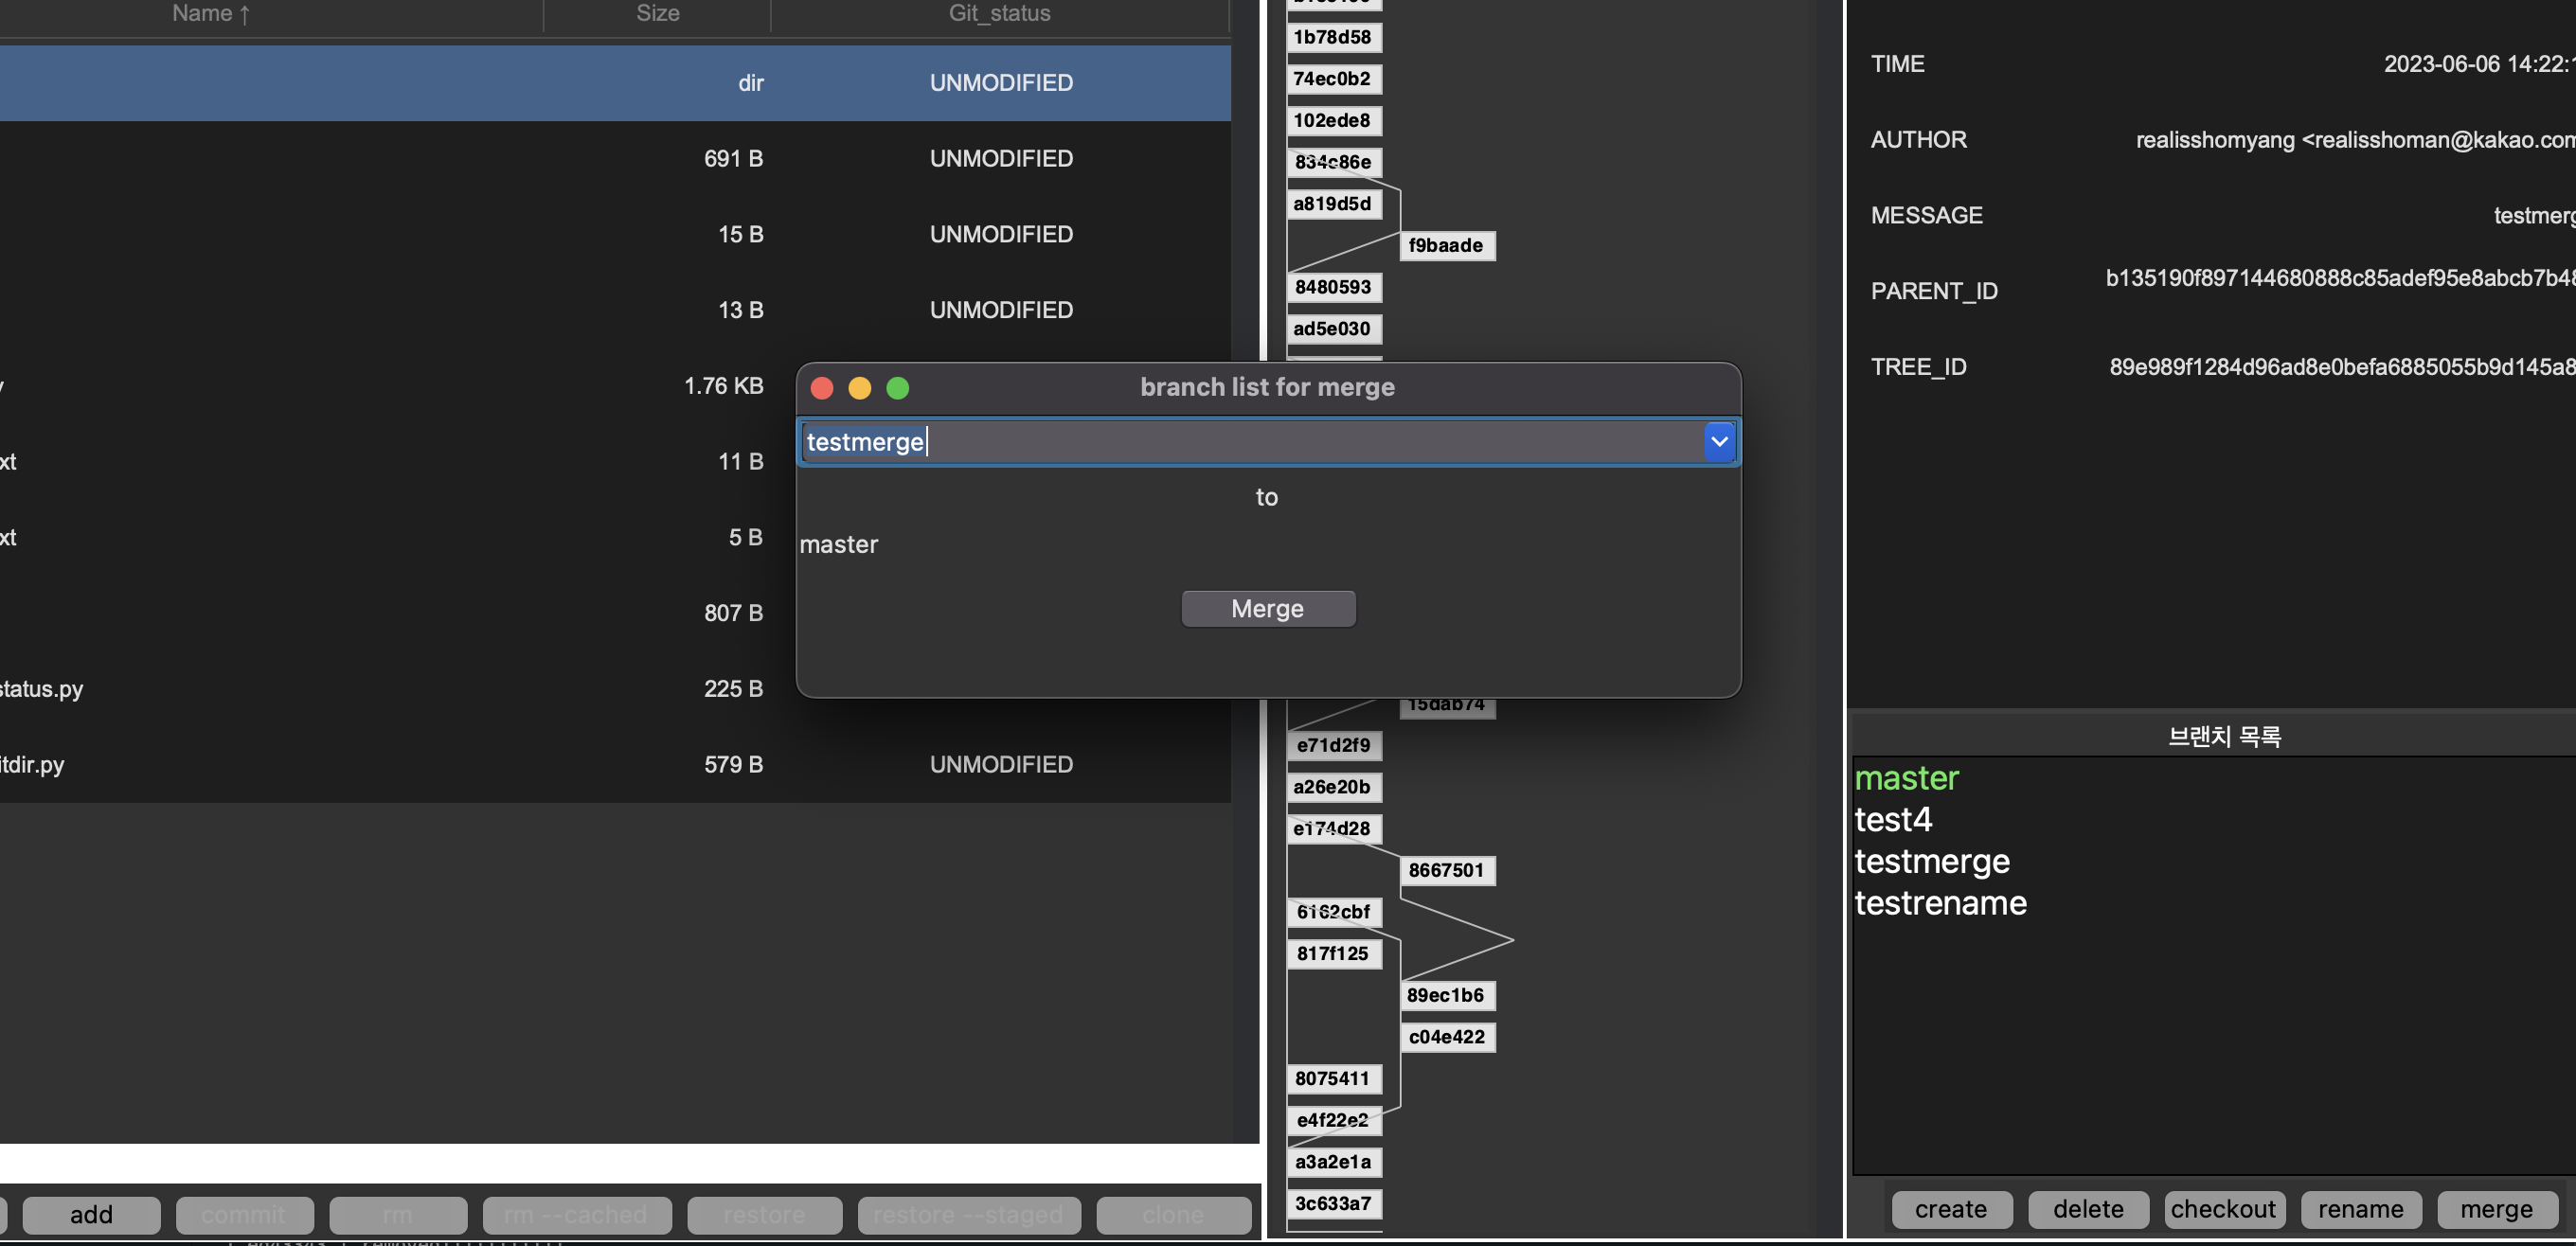 Name ↑ Size Git_status
dir UNMODIFIED
691 B UNMODIFIED
15 B UNMODIFIED
13 B UNMODIFIED
1.76 KB
xt 11 B
xt 5 B
807 B
status.py 225 B
itdir.py 579 B UNMODIFIED
add commit rm rm --cached restore restore --staged clone
1b78d58
74ec0b2
102ede8
834c86e
a819d5d
f9baade
8480593
ad5e030
branch list for merge
testmerge
to
master
Merge
15dab74
e71d2f9
a26e20b
e174d28
8667501
6162cbf
817f125
89ec1b6
c04e422
8075411
e4f22e2
a3a2e1a
3c633a7
TIME 2023-06-06 14:22:
AUTHOR realisshomyang <realisshoman@kakao.com
MESSAGE testmerg
PARENT_ID b135190f897144680888c85adef95e8abcb7b48
TREE_ID 89e989f1284d96ad8e0befa6885055b9d145a8
브랜치 목록
master
test4
testmerge
testrename
create delete checkout rename merge